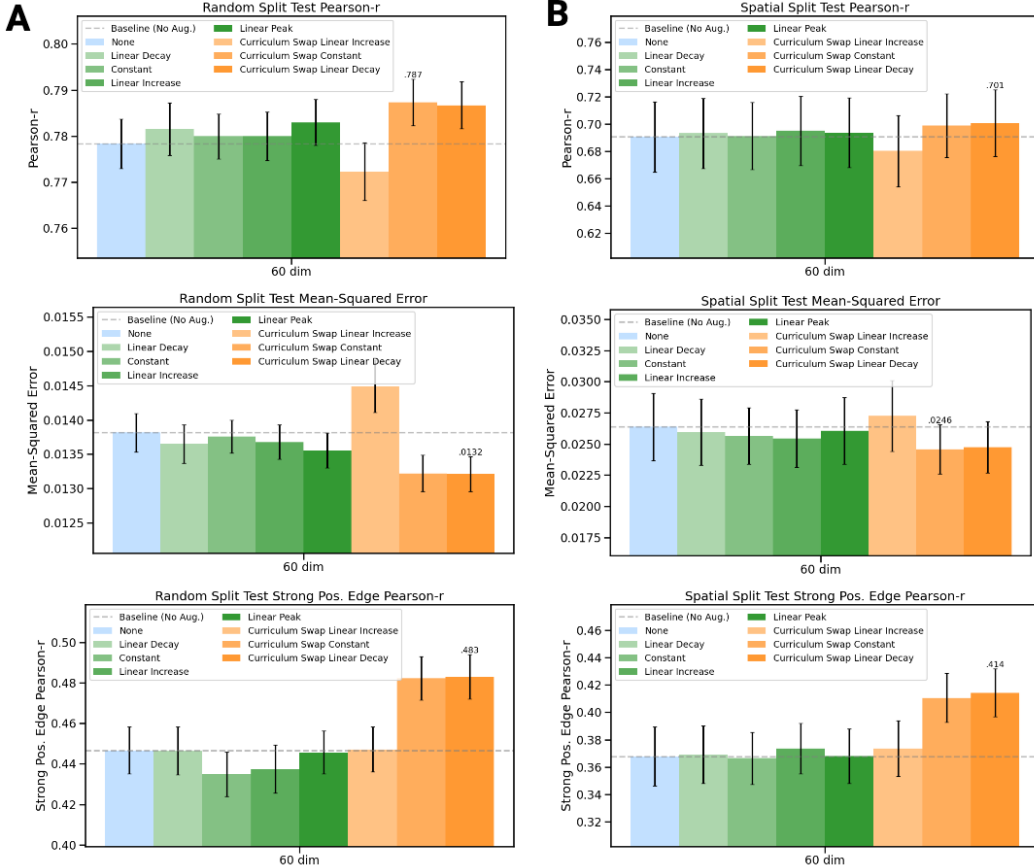 A
Random Split Test Pearson-r
Baseline (No Aug.)
None
Linear Decay
Constant
Linear Increase
Linear Peak
Curriculum Swap Linear Increase
Curriculum Swap Constant
Curriculum Swap Linear Decay
.787
0.80
0.79
0.78
0.77
0.76
Pearson-r
60 dim
Random Split Test Mean-Squared Error
Baseline (No Aug.)
None
Linear Decay
Constant
Linear Increase
Linear Peak
Curriculum Swap Linear Increase
Curriculum Swap Constant
Curriculum Swap Linear Decay
.0132
0.0155
0.0150
0.0145
0.0140
0.0135
0.0130
0.0125
Mean-Squared Error
60 dim
Random Split Test Strong Pos. Edge Pearson-r
Baseline (No Aug.)
None
Linear Decay
Constant
Linear Increase
Linear Peak
Curriculum Swap Linear Increase
Curriculum Swap Constant
Curriculum Swap Linear Decay
.483
0.50
0.48
0.46
0.44
0.42
0.40
Strong Pos. Edge Pearson-r
60 dim
B
Spatial Split Test Pearson-r
Baseline (No Aug.)
None
Linear Decay
Constant
Linear Increase
Linear Peak
Curriculum Swap Linear Increase
Curriculum Swap Constant
Curriculum Swap Linear Decay
.701
0.76
0.74
0.72
0.70
0.68
0.66
0.64
0.62
Pearson-r
60 dim
Spatial Split Test Mean-Squared Error
Baseline (No Aug.)
None
Linear Decay
Constant
Linear Increase
Linear Peak
Curriculum Swap Linear Increase
Curriculum Swap Constant
Curriculum Swap Linear Decay
.0246
0.0350
0.0325
0.0300
0.0275
0.0250
0.0225
0.0200
0.0175
Mean-Squared Error
60 dim
Spatial Split Test Strong Pos. Edge Pearson-r
Baseline (No Aug.)
None
Linear Decay
Constant
Linear Increase
Linear Peak
Curriculum Swap Linear Increase
Curriculum Swap Constant
Curriculum Swap Linear Decay
.414
0.46
0.44
0.42
0.40
0.38
0.36
0.34
0.32
Strong Pos. Edge Pearson-r
60 dim